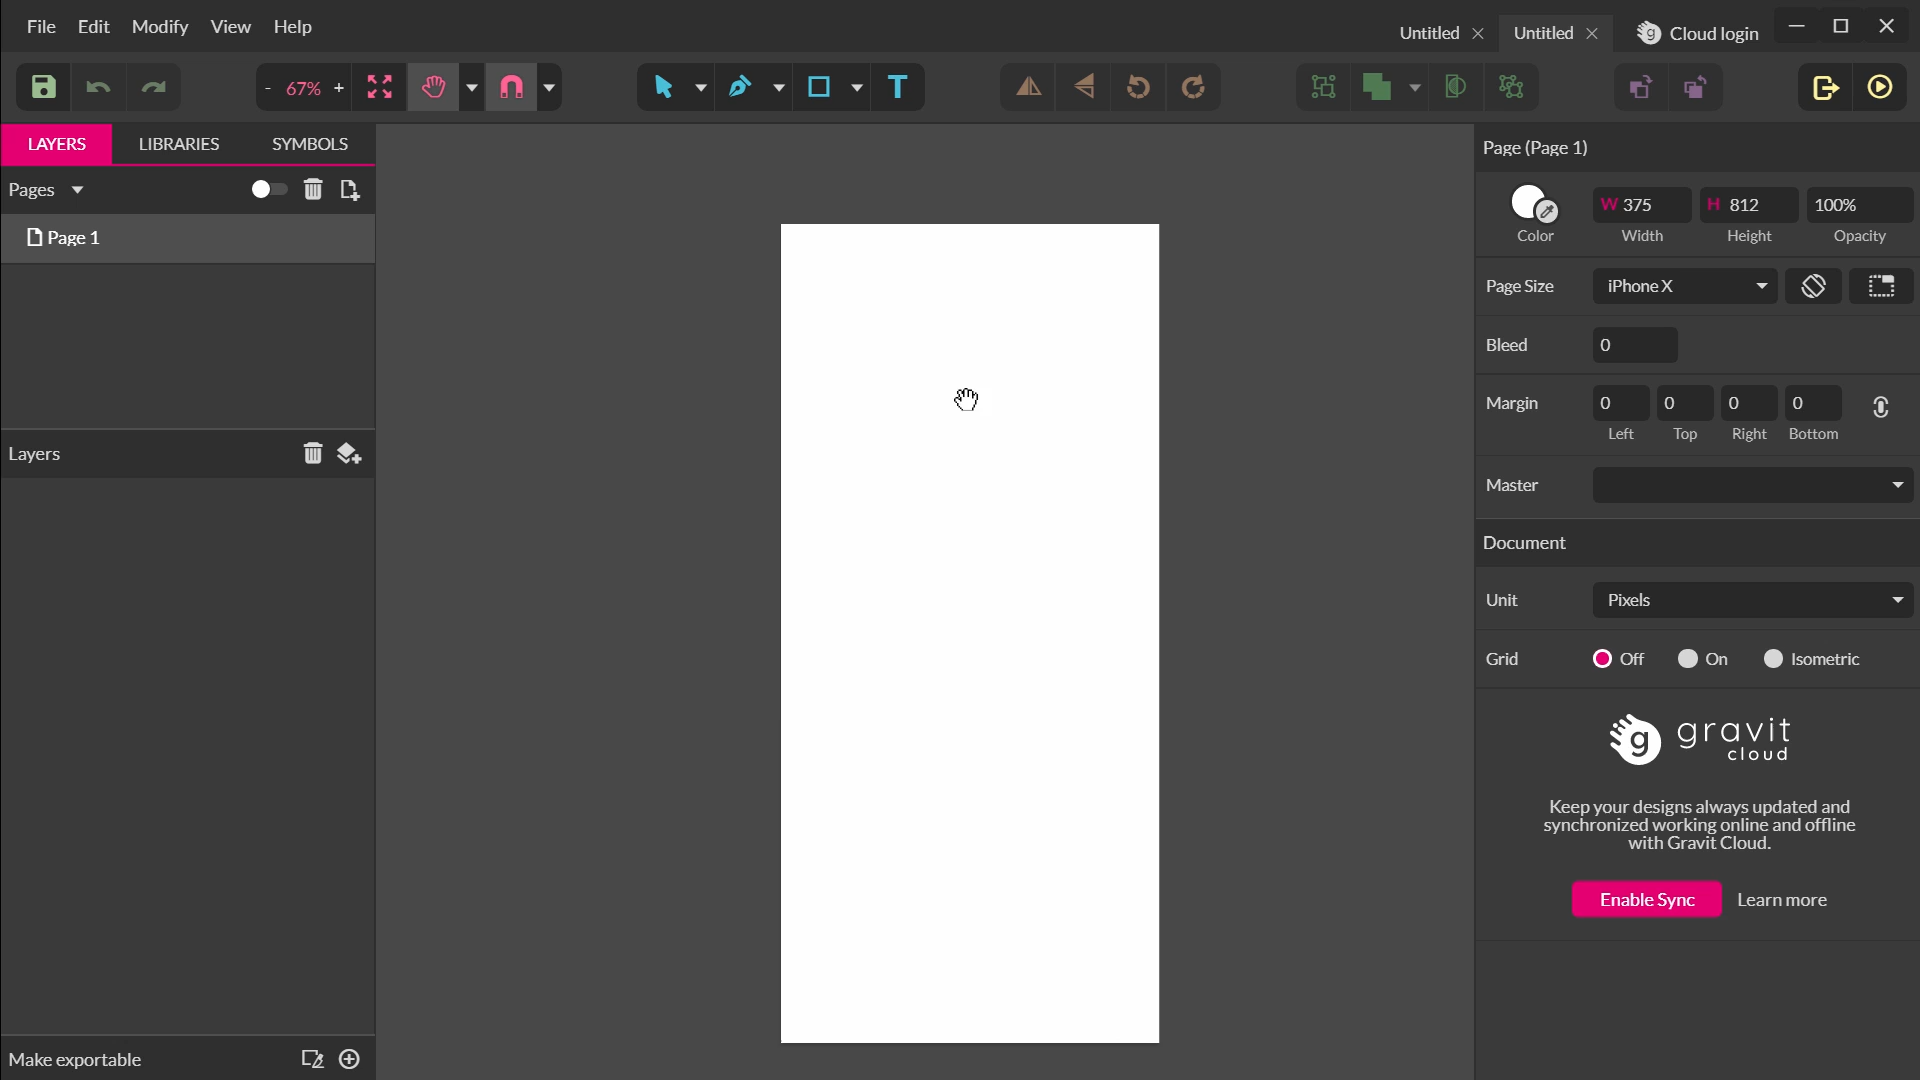 File Edit Modify View Help
Untitled Untitled Cloud login
- 67% +
T
LAYERS LIBRARIES SYMBOLS
Pages
Page 1
Layers
Make exportable
Page (Page 1)
W 375 H 812 100%
Color Width Height Opacity
Page Size iPhone X
Bleed 0
Margin 0 0 0 0
Left Top Right Bottom
Master
Document
Unit Pixels
Grid Off On Isometric
g gravit
cloud
Keep your designs always updated and
synchronized working online and offline
with Gravit Cloud.
Enable Sync Learn more